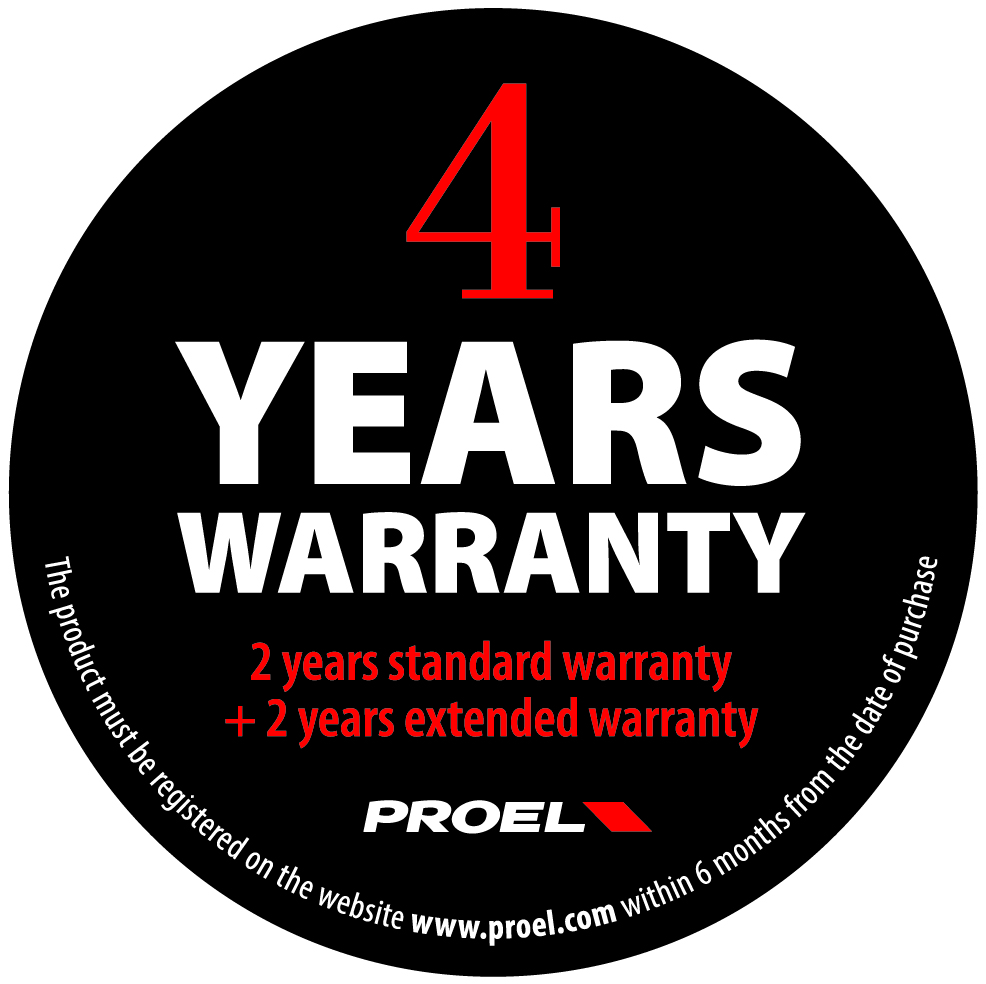 4
YEARS
WARRANTY
2 years standard warranty
+ 2 years extended warranty
PROEL
The product must be registered on the website www.proel.com within 6 months from the date of purchase